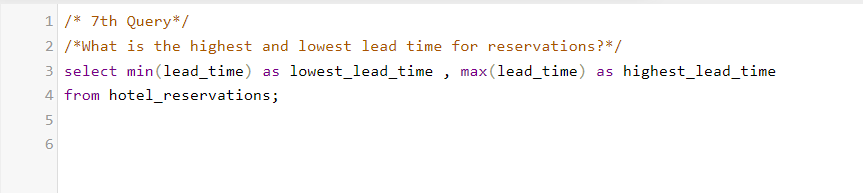 1 /* 7th Query*/
2 /*What is the highest and lowest lead time for reservations?*/
3 select min(lead_time) as lowest_lead_time , max(lead_time) as highest_lead_time
4 from hotel_reservations;
5
6